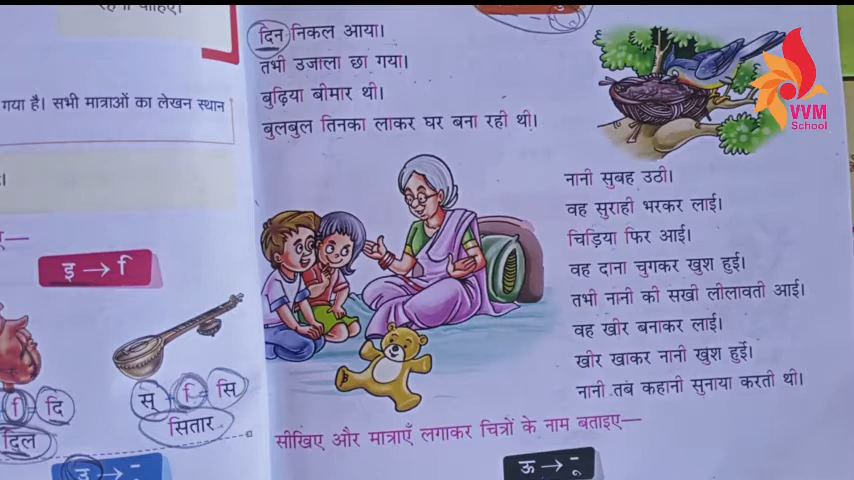 गया है। सभी मात्राओं का लेखन स्थान
इ → ि
स् ि सि
सितार
ि दि
दिल
उ → ु
दिन निकल आया।
तभी उजाला छा गया।
बुढ़िया बीमार थी।
बुलबुल तिनका लाकर घर बना रही थी।
नानी सुबह उठी।
वह सुराही भरकर लाई।
चिड़िया फिर आई।
वह दाना चुगकर खुश हुई।
तभी नानी की सखी लीलावती आई।
वह खीर बनाकर लाई।
खीर खाकर नानी खुश हुईं।
नानी तब कहानी सुनाया करती थी।
सीखिए और मात्राएँ लगाकर चित्रों के नाम बताइए—
ऊ → ू
VVM
School